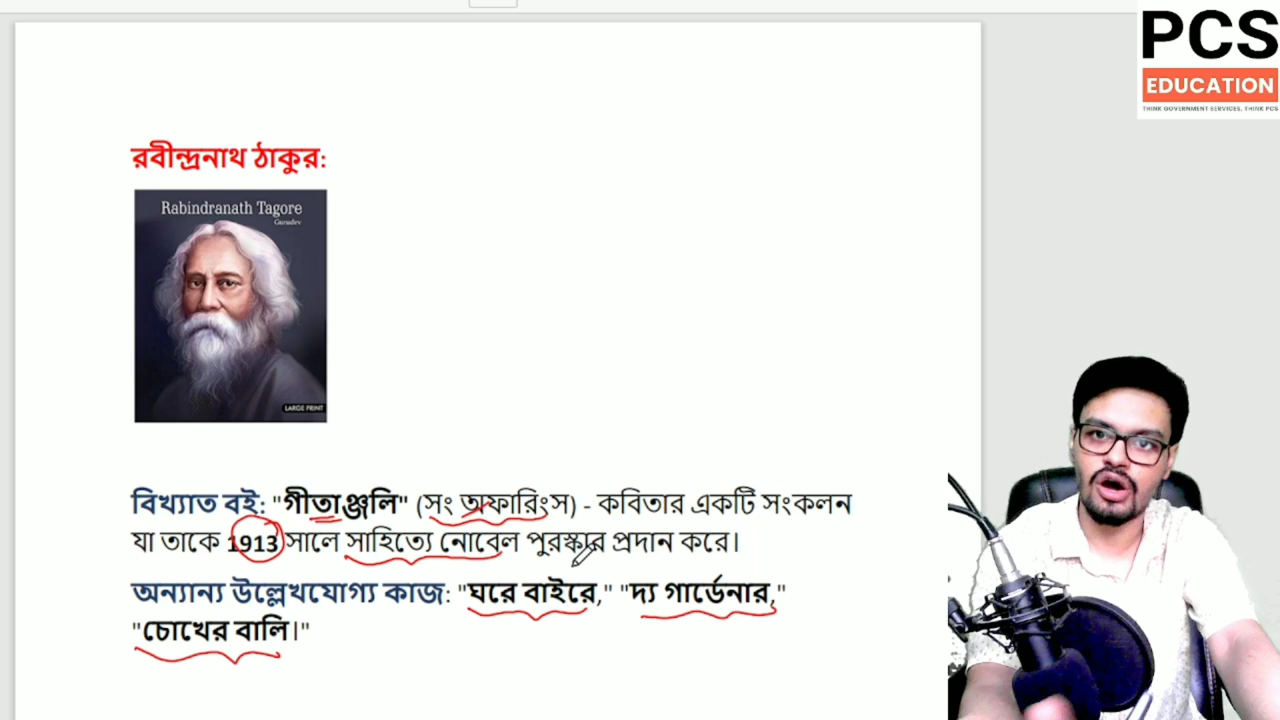 PCS
EDUCATION
THINK GOVERNMENT SERVICES, THINK PCS
রবীন্দ্রনাথ ঠাকুর:
Rabindranath Tagore
Gurudev
LARGE PRINT
বিখ্যাত বই: "গীতাঞ্জলি" (সং অফারিংস) - কবিতার একটি সংকলন
যা তাকে 1913 সালে সাহিত্যে নোবেল পুরস্কার প্রদান করে।
অন্যান্য উল্লেখযোগ্য কাজ: "ঘরে বাইরে," "দ্য গার্ডেনার,"
"চোখের বালি।"